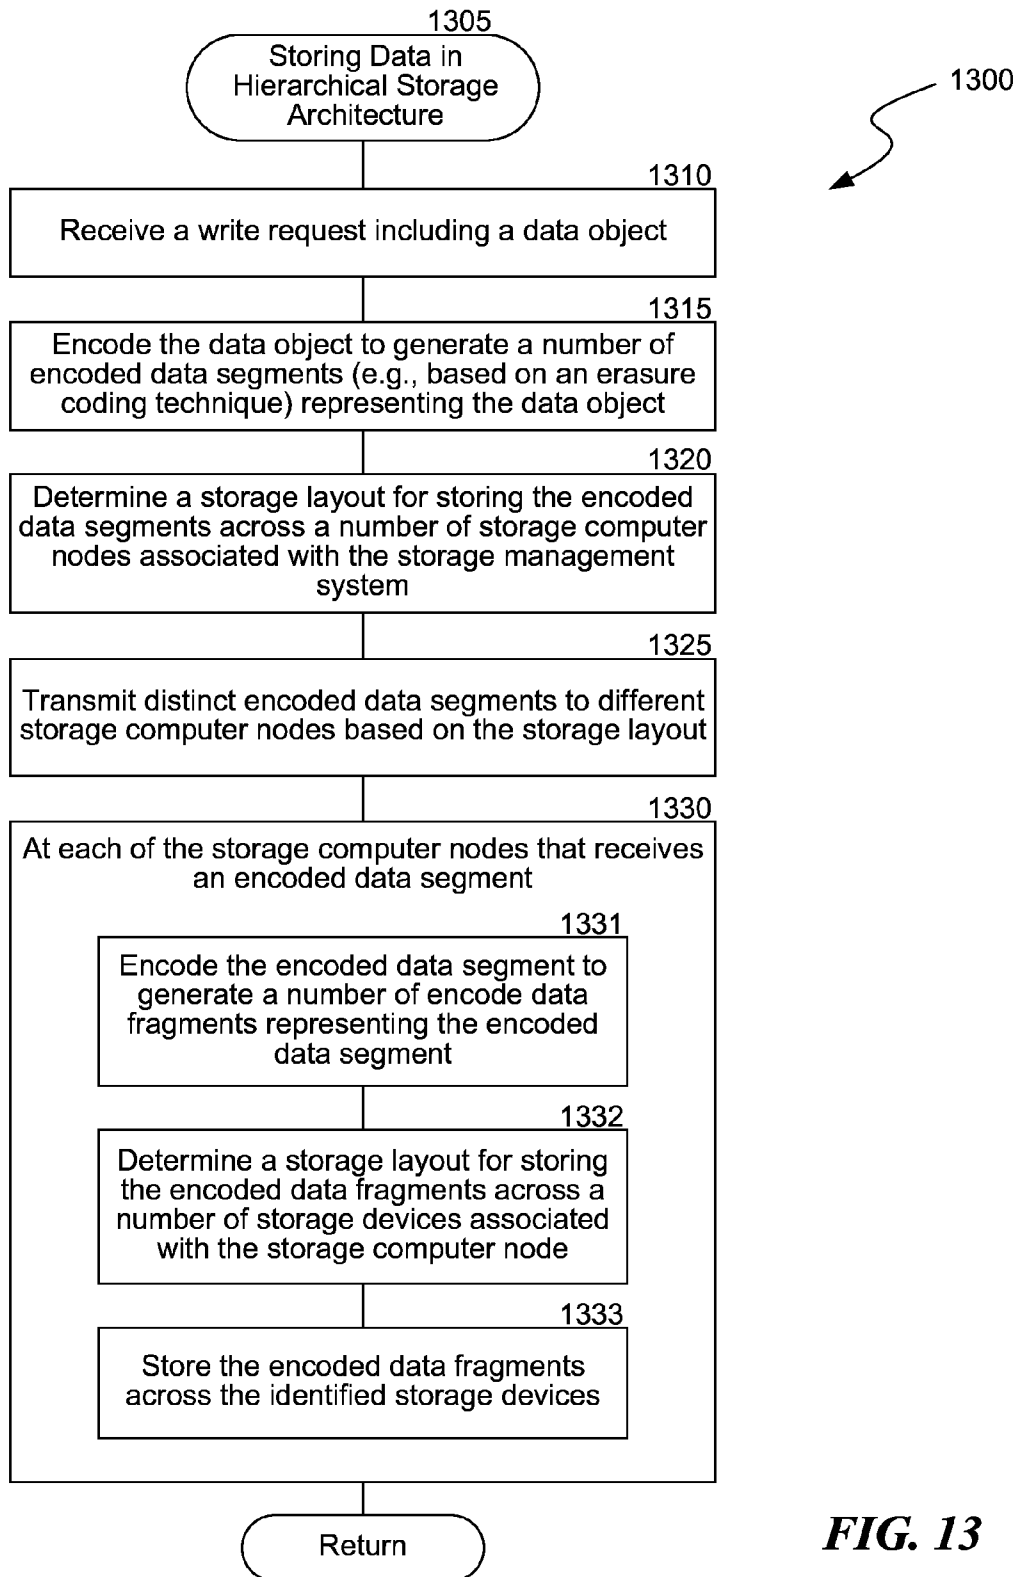 1305
Storing Data in
Hierarchical Storage
Architecture
1300
1310
Receive a write request including a data object
1315
Encode the data object to generate a number of
encoded data segments (e.g., based on an erasure
coding technique) representing the data object
1320
Determine a storage layout for storing the encoded
data segments across a number of storage computer
nodes associated with the storage management
system
1325
Transmit distinct encoded data segments to different
storage computer nodes based on the storage layout
1330
At each of the storage computer nodes that receives
an encoded data segment
1331
Encode the encoded data segment to
generate a number of encode data
fragments representing the encoded
data segment
1332
Determine a storage layout for storing
the encoded data fragments across a
number of storage devices associated
with the storage computer node
1333
Store the encoded data fragments
across the identified storage devices
Return
FIG. 13